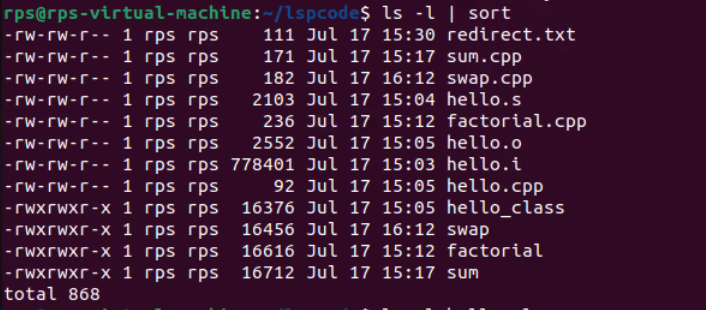 rps@rps-virtual-machine:~/lspcode$ ls -l | sort
-rw-rw-r-- 1 rps rps    111 Jul 17 15:30 redirect.txt
-rw-rw-r-- 1 rps rps    171 Jul 17 15:17 sum.cpp
-rw-rw-r-- 1 rps rps    182 Jul 17 16:12 swap.cpp
-rw-rw-r-- 1 rps rps   2103 Jul 17 15:04 hello.s
-rw-rw-r-- 1 rps rps    236 Jul 17 15:12 factorial.cpp
-rw-rw-r-- 1 rps rps   2552 Jul 17 15:05 hello.o
-rw-rw-r-- 1 rps rps 778401 Jul 17 15:03 hello.i
-rw-rw-r-- 1 rps rps     92 Jul 17 15:05 hello.cpp
-rwxrwxr-x 1 rps rps  16376 Jul 17 15:05 hello_class
-rwxrwxr-x 1 rps rps  16456 Jul 17 16:12 swap
-rwxrwxr-x 1 rps rps  16616 Jul 17 15:12 factorial
-rwxrwxr-x 1 rps rps  16712 Jul 17 15:17 sum
total 868